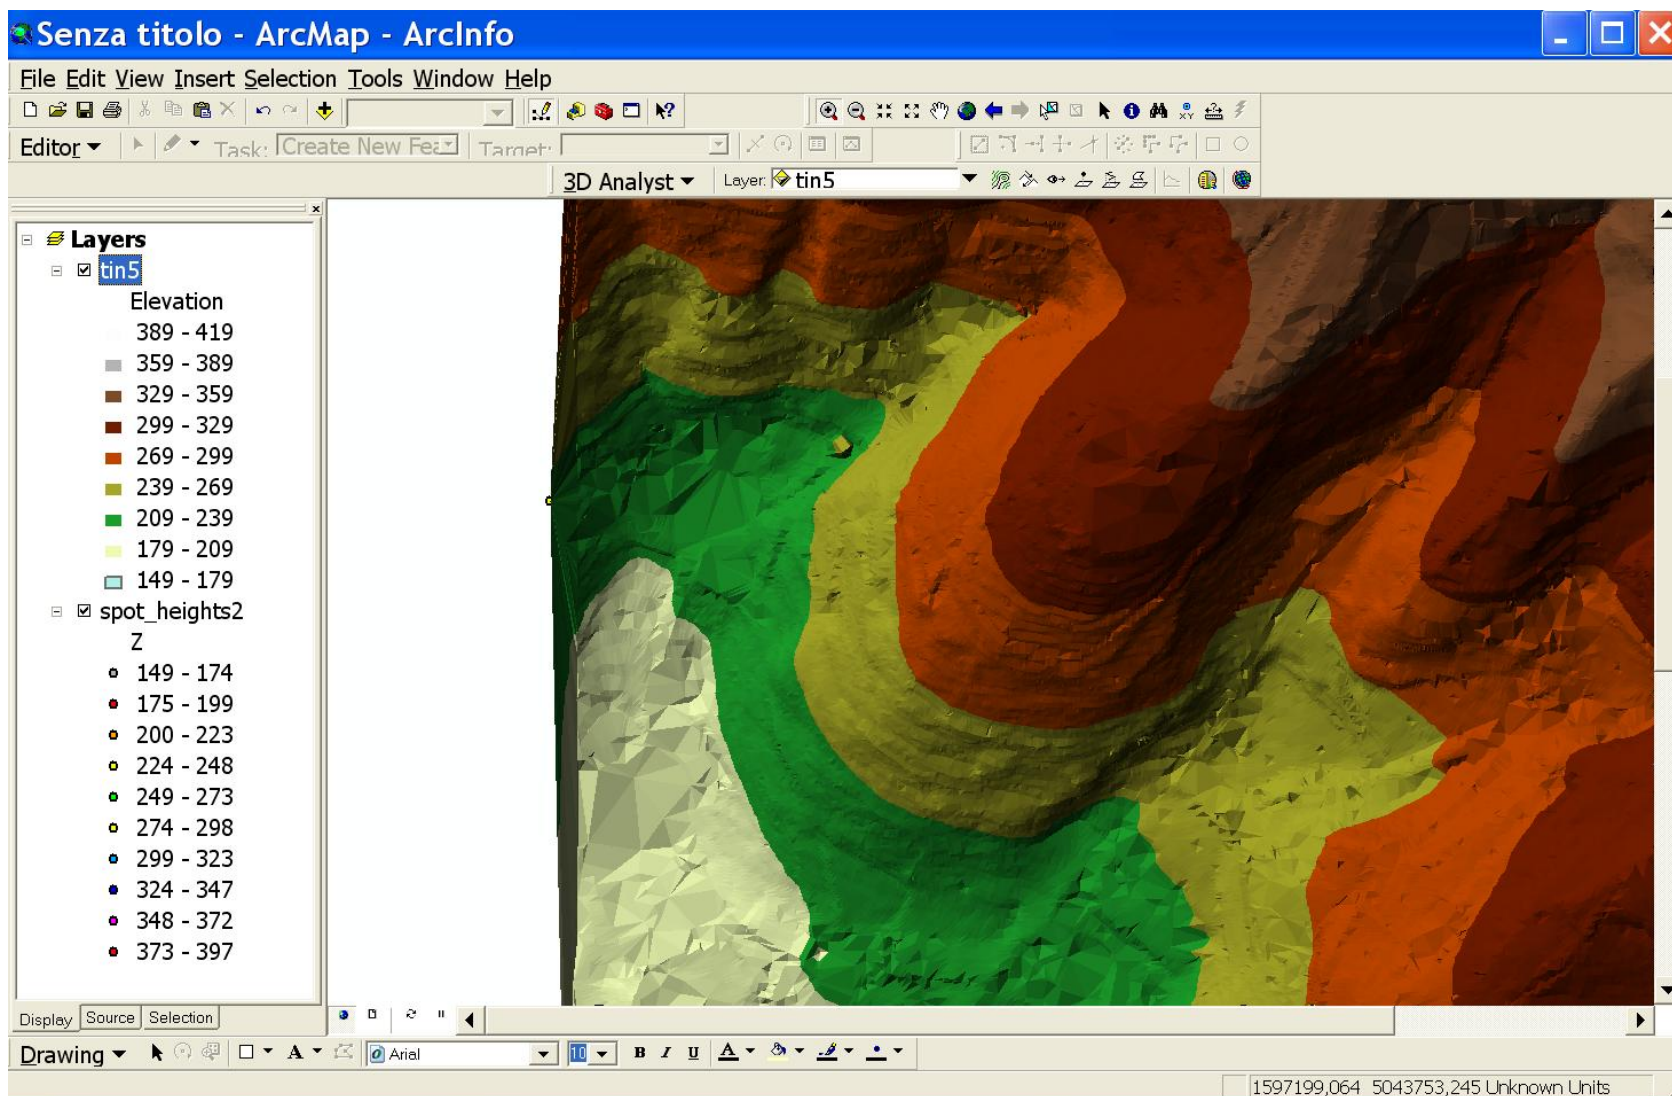 Senza titolo - ArcMap - ArcInfo
File Edit View Insert Selection Tools Window Help
Editor Task: Create New Fea Target:
3D Analyst Layer: tin5
Layers
tin5
Elevation
389 - 419
359 - 389
329 - 359
299 - 329
269 - 299
239 - 269
209 - 239
179 - 209
149 - 179
spot_heights2
Z
149 - 174
175 - 199
200 - 223
224 - 248
249 - 273
274 - 298
299 - 323
324 - 347
348 - 372
373 - 397
Display Source Selection
Drawing A Arial 10 B I U A
1597199,064 5043753,245 Unknown Units